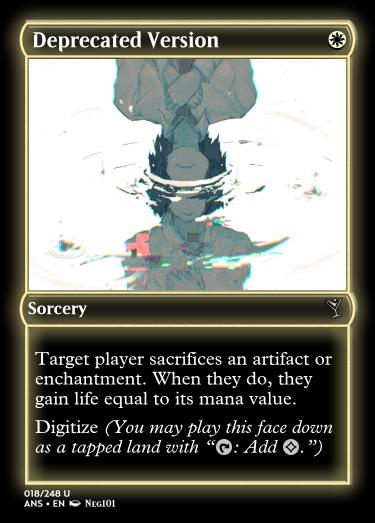 Deprecated Version
Sorcery
Target player sacrifices an artifact or
enchantment. When they do, they
gain life equal to its mana value.
Digitize (You may play this face down
as a tapped land with “: Add .”)
018/248 U
ANS • EN Neg101